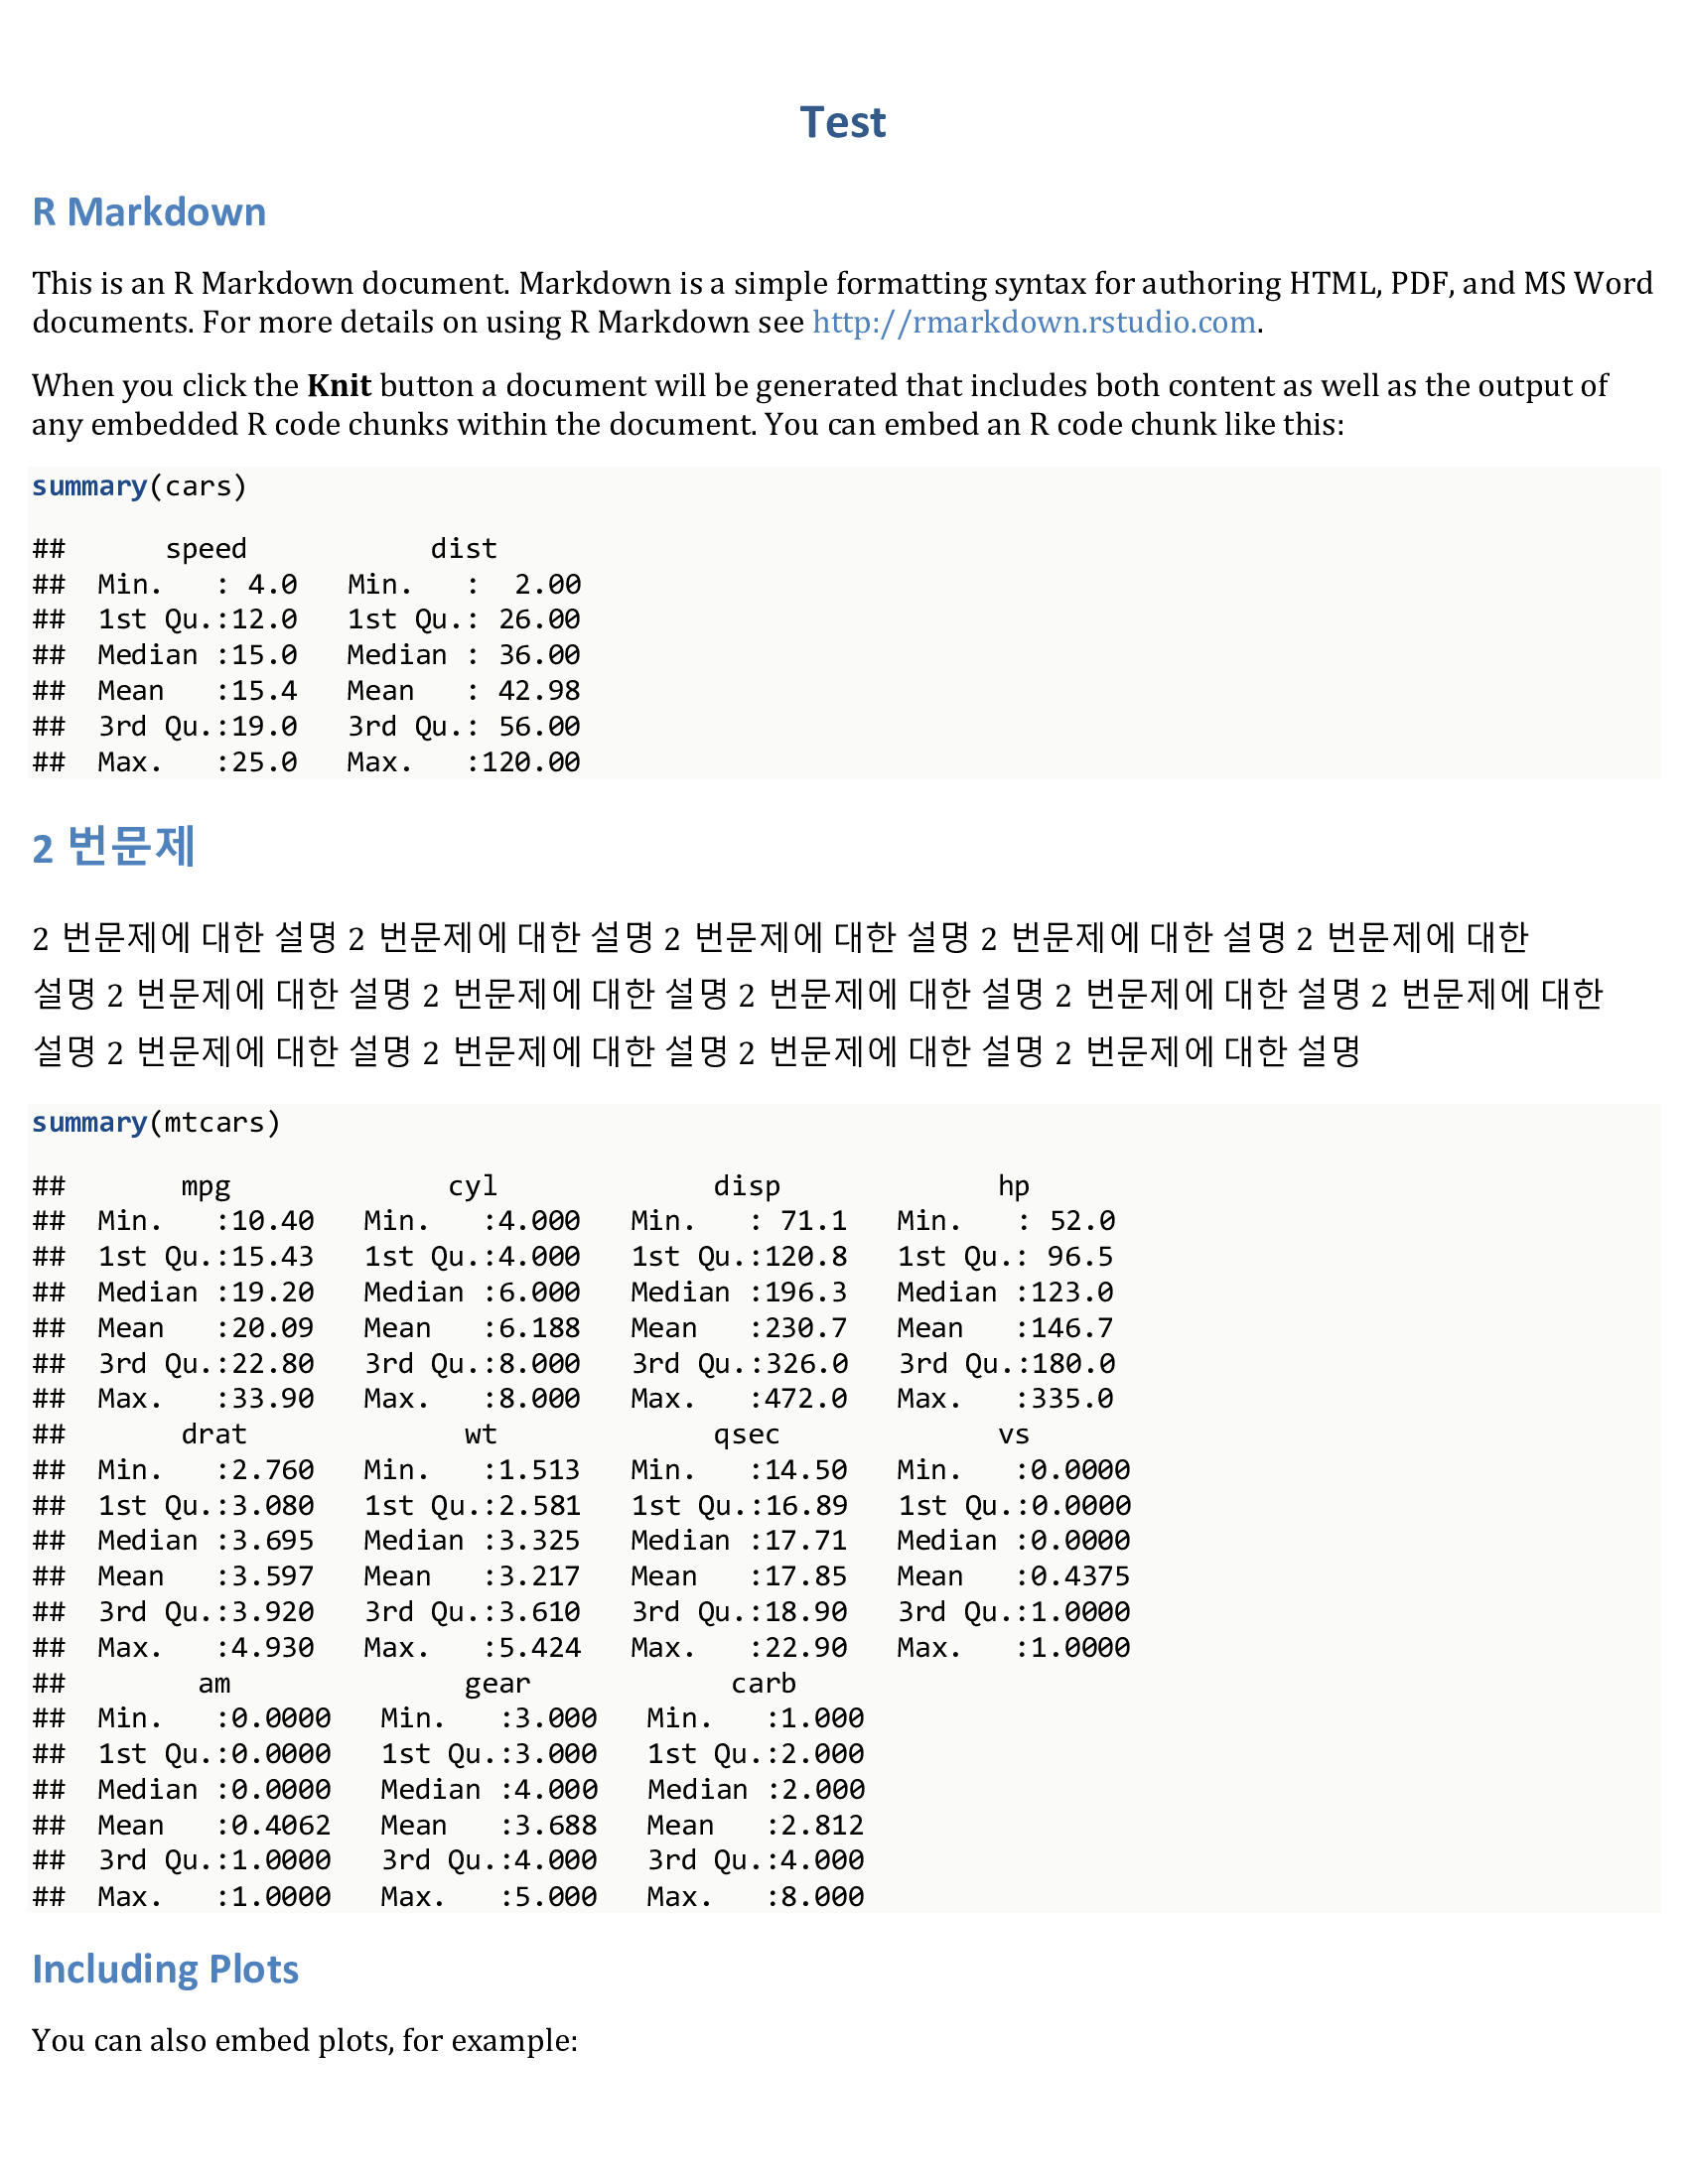 Test
R Markdown
This is an R Markdown document. Markdown is a simple formatting syntax for authoring HTML, PDF, and MS Word
documents. For more details on using R Markdown see http://rmarkdown.rstudio.com.
When you click the Knit button a document will be generated that includes both content as well as the output of
any embedded R code chunks within the document. You can embed an R code chunk like this:
summary(cars)
##      speed           dist
##  Min.   : 4.0   Min.   :  2.00
##  1st Qu.:12.0   1st Qu.: 26.00
##  Median :15.0   Median : 36.00
##  Mean   :15.4   Mean   : 42.98
##  3rd Qu.:19.0   3rd Qu.: 56.00
##  Max.   :25.0   Max.   :120.00
2 번문제
2 번문제에 대한 설명 2 번문제에 대한 설명 2 번문제에 대한 설명 2 번문제에 대한 설명 2 번문제에 대한
설명 2 번문제에 대한 설명 2 번문제에 대한 설명 2 번문제에 대한 설명 2 번문제에 대한 설명 2 번문제에 대한
설명 2 번문제에 대한 설명 2 번문제에 대한 설명 2 번문제에 대한 설명 2 번문제에 대한 설명
summary(mtcars)
##       mpg             cyl             disp             hp
##  Min.   :10.40   Min.   :4.000   Min.   : 71.1   Min.   : 52.0
##  1st Qu.:15.43   1st Qu.:4.000   1st Qu.:120.8   1st Qu.: 96.5
##  Median :19.20   Median :6.000   Median :196.3   Median :123.0
##  Mean   :20.09   Mean   :6.188   Mean   :230.7   Mean   :146.7
##  3rd Qu.:22.80   3rd Qu.:8.000   3rd Qu.:326.0   3rd Qu.:180.0
##  Max.   :33.90   Max.   :8.000   Max.   :472.0   Max.   :335.0
##       drat             wt             qsec             vs
##  Min.   :2.760   Min.   :1.513   Min.   :14.50   Min.   :0.0000
##  1st Qu.:3.080   1st Qu.:2.581   1st Qu.:16.89   1st Qu.:0.0000
##  Median :3.695   Median :3.325   Median :17.71   Median :0.0000
##  Mean   :3.597   Mean   :3.217   Mean   :17.85   Mean   :0.4375
##  3rd Qu.:3.920   3rd Qu.:3.610   3rd Qu.:18.90   3rd Qu.:1.0000
##  Max.   :4.930   Max.   :5.424   Max.   :22.90   Max.   :1.0000
##        am              gear            carb
##  Min.   :0.0000   Min.   :3.000   Min.   :1.000
##  1st Qu.:0.0000   1st Qu.:3.000   1st Qu.:2.000
##  Median :0.0000   Median :4.000   Median :2.000
##  Mean   :0.4062   Mean   :3.688   Mean   :2.812
##  3rd Qu.:1.0000   3rd Qu.:4.000   3rd Qu.:4.000
##  Max.   :1.0000   Max.   :5.000   Max.   :8.000
Including Plots
You can also embed plots, for example: